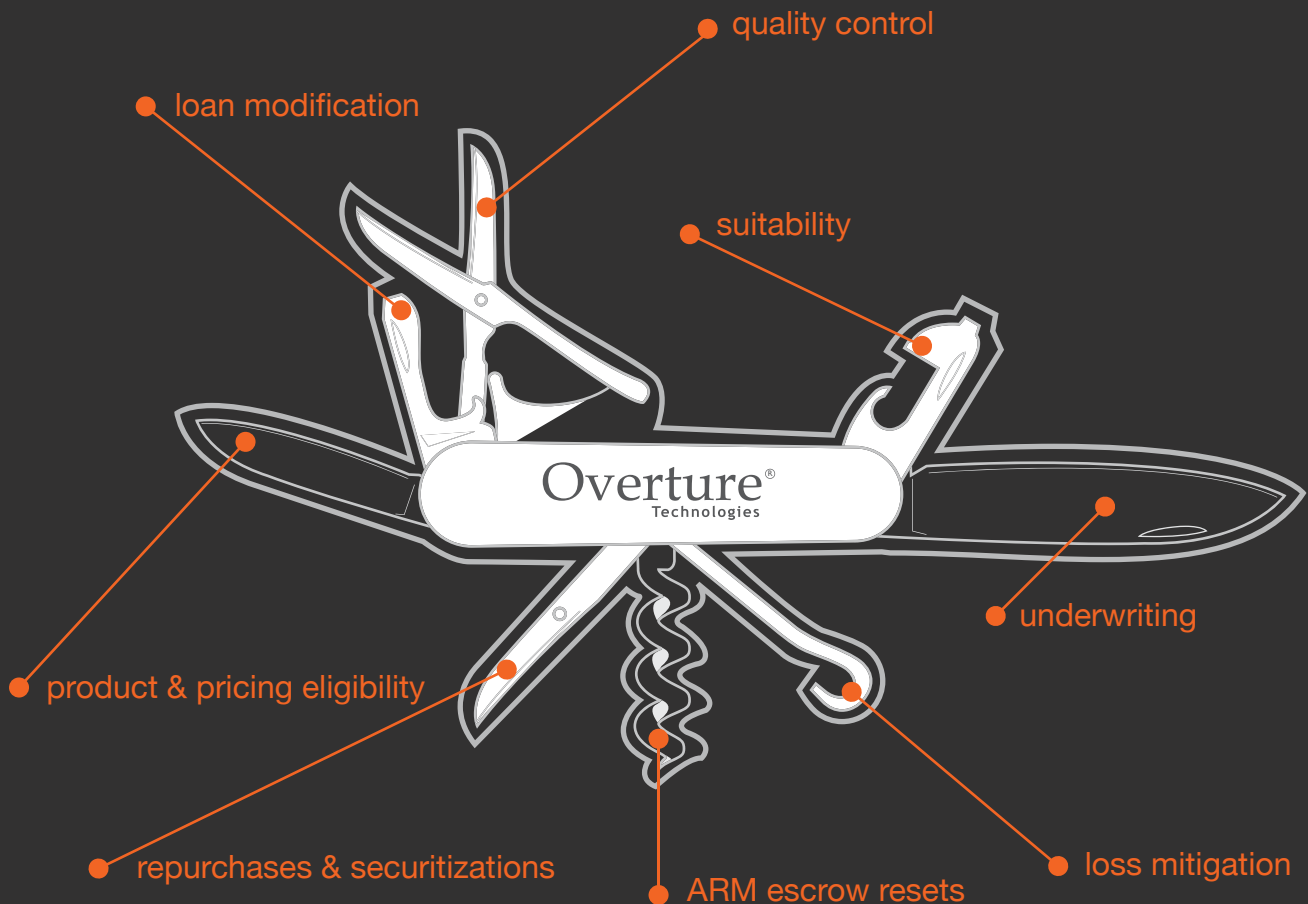 quality control
loan modification
suitability
Overture®
Technologies
underwriting
product & pricing eligibility
repurchases & securitizations
loss mitigation
ARM escrow resets